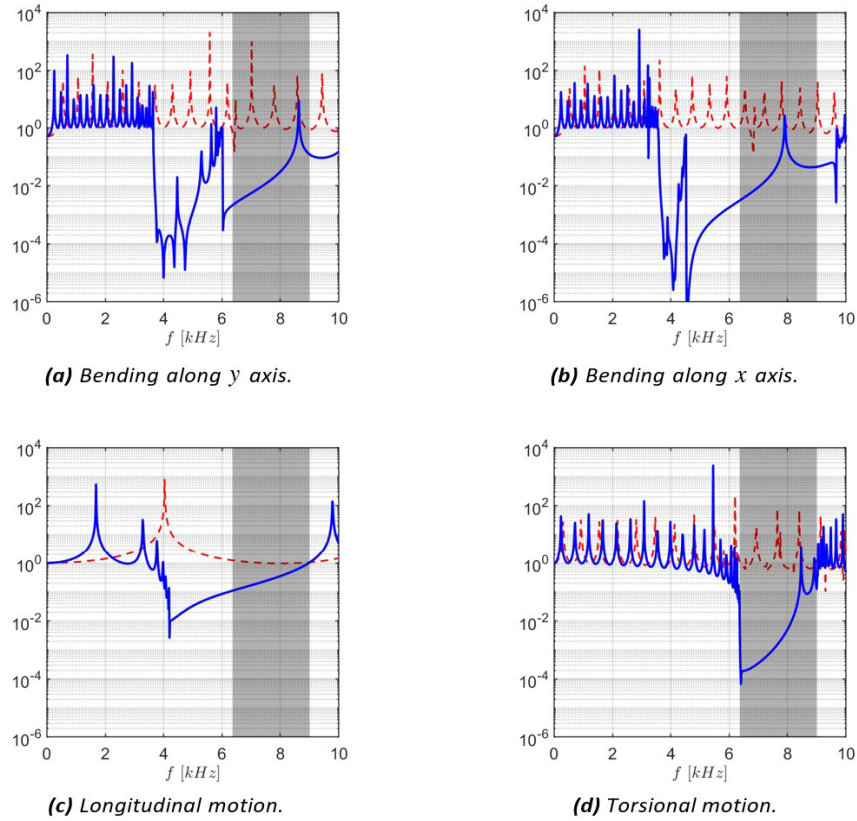 10^4
10^2
10^0
10^-2
10^-4
10^-6
0 2 4 6 8 10
f [kHz]
(a) Bending along y axis.
10^4
10^2
10^0
10^-2
10^-4
10^-6
0 2 4 6 8 10
f [kHz]
(b) Bending along x axis.
10^4
10^2
10^0
10^-2
10^-4
10^-6
0 2 4 6 8 10
f [kHz]
(c) Longitudinal motion.
10^4
10^2
10^0
10^-2
10^-4
10^-6
0 2 4 6 8 10
f [kHz]
(d) Torsional motion.